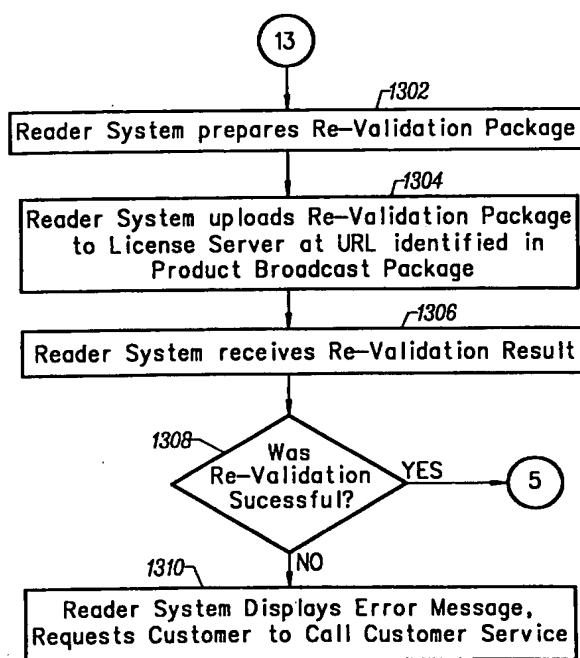 13
1302
Reader System prepares Re-Validation Package
1304
Reader System uploads Re-Validation Package
to License Server at URL identified in
Product Broadcast Package
1306
Reader System receives Re-Validation Result
1308
Was
Re-Validation
Sucessful?
YES
5
NO
1310
Reader System Displays Error Message,
Requests Customer to Call Customer Service